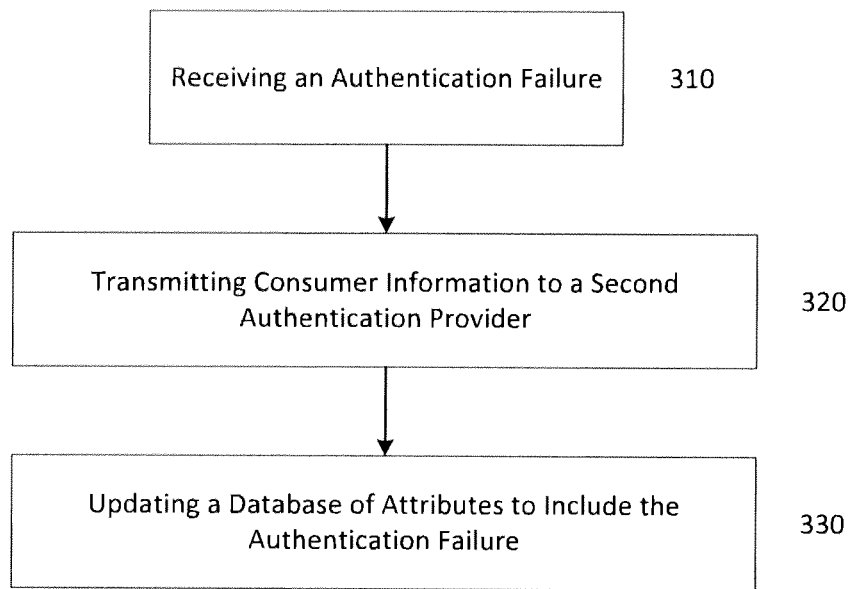 Receiving an Authentication Failure
310
Transmitting Consumer Information to a Second
Authentication Provider
320
Updating a Database of Attributes to Include the
Authentication Failure
330